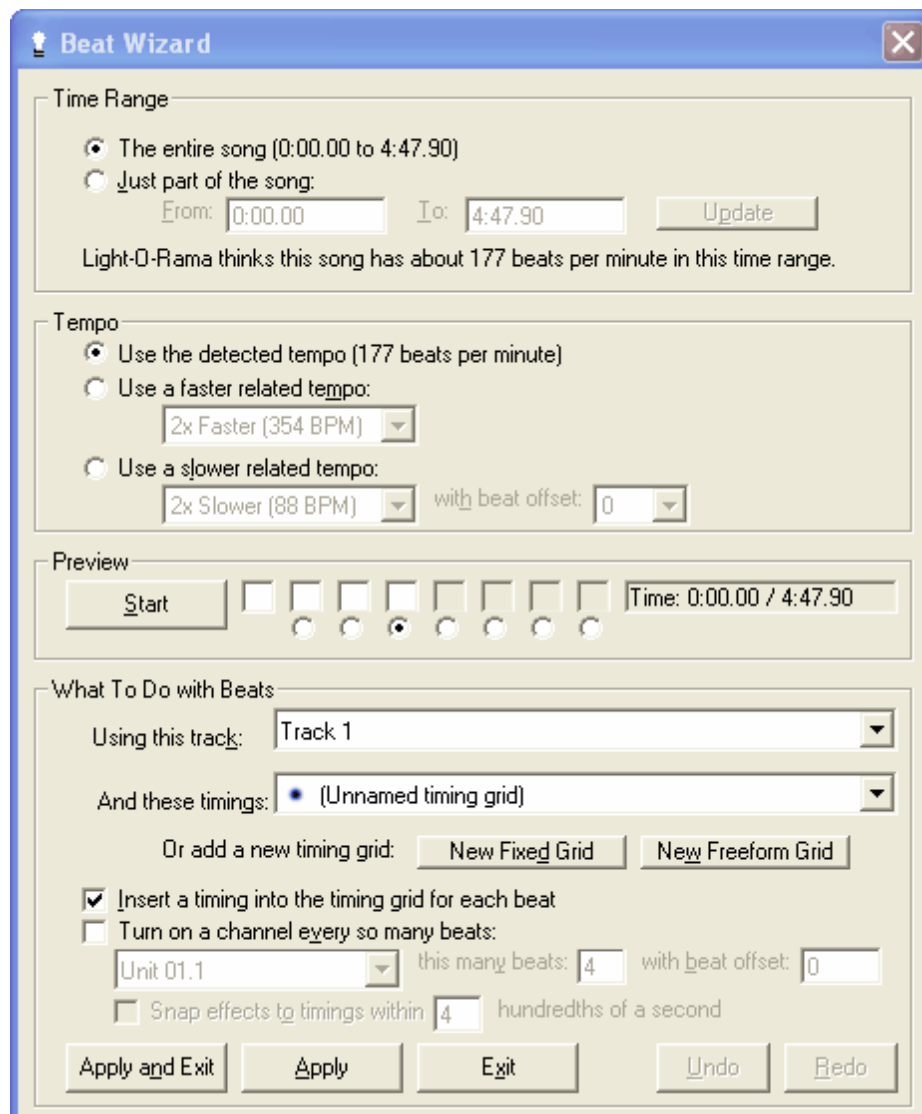 Beat Wizard
Time Range
The entire song (0:00.00 to 4:47.90)
Just part of the song:
From: 0:00.00 To: 4:47.90 Update
Light-O-Rama thinks this song has about 177 beats per minute in this time range.
Tempo
Use the detected tempo (177 beats per minute)
Use a faster related tempo:
2x Faster (354 BPM)
Use a slower related tempo:
2x Slower (88 BPM) with beat offset: 0
Preview
Start Time: 0:00.00 / 4:47.90
What To Do with Beats
Using this track: Track 1
And these timings: (Unnamed timing grid)
Or add a new timing grid: New Fixed Grid New Freeform Grid
Insert a timing into the timing grid for each beat
Turn on a channel every so many beats:
Unit 01.1 this many beats: 4 with beat offset: 0
Snap effects to timings within 4 hundredths of a second
Apply and Exit Apply Exit Undo Redo